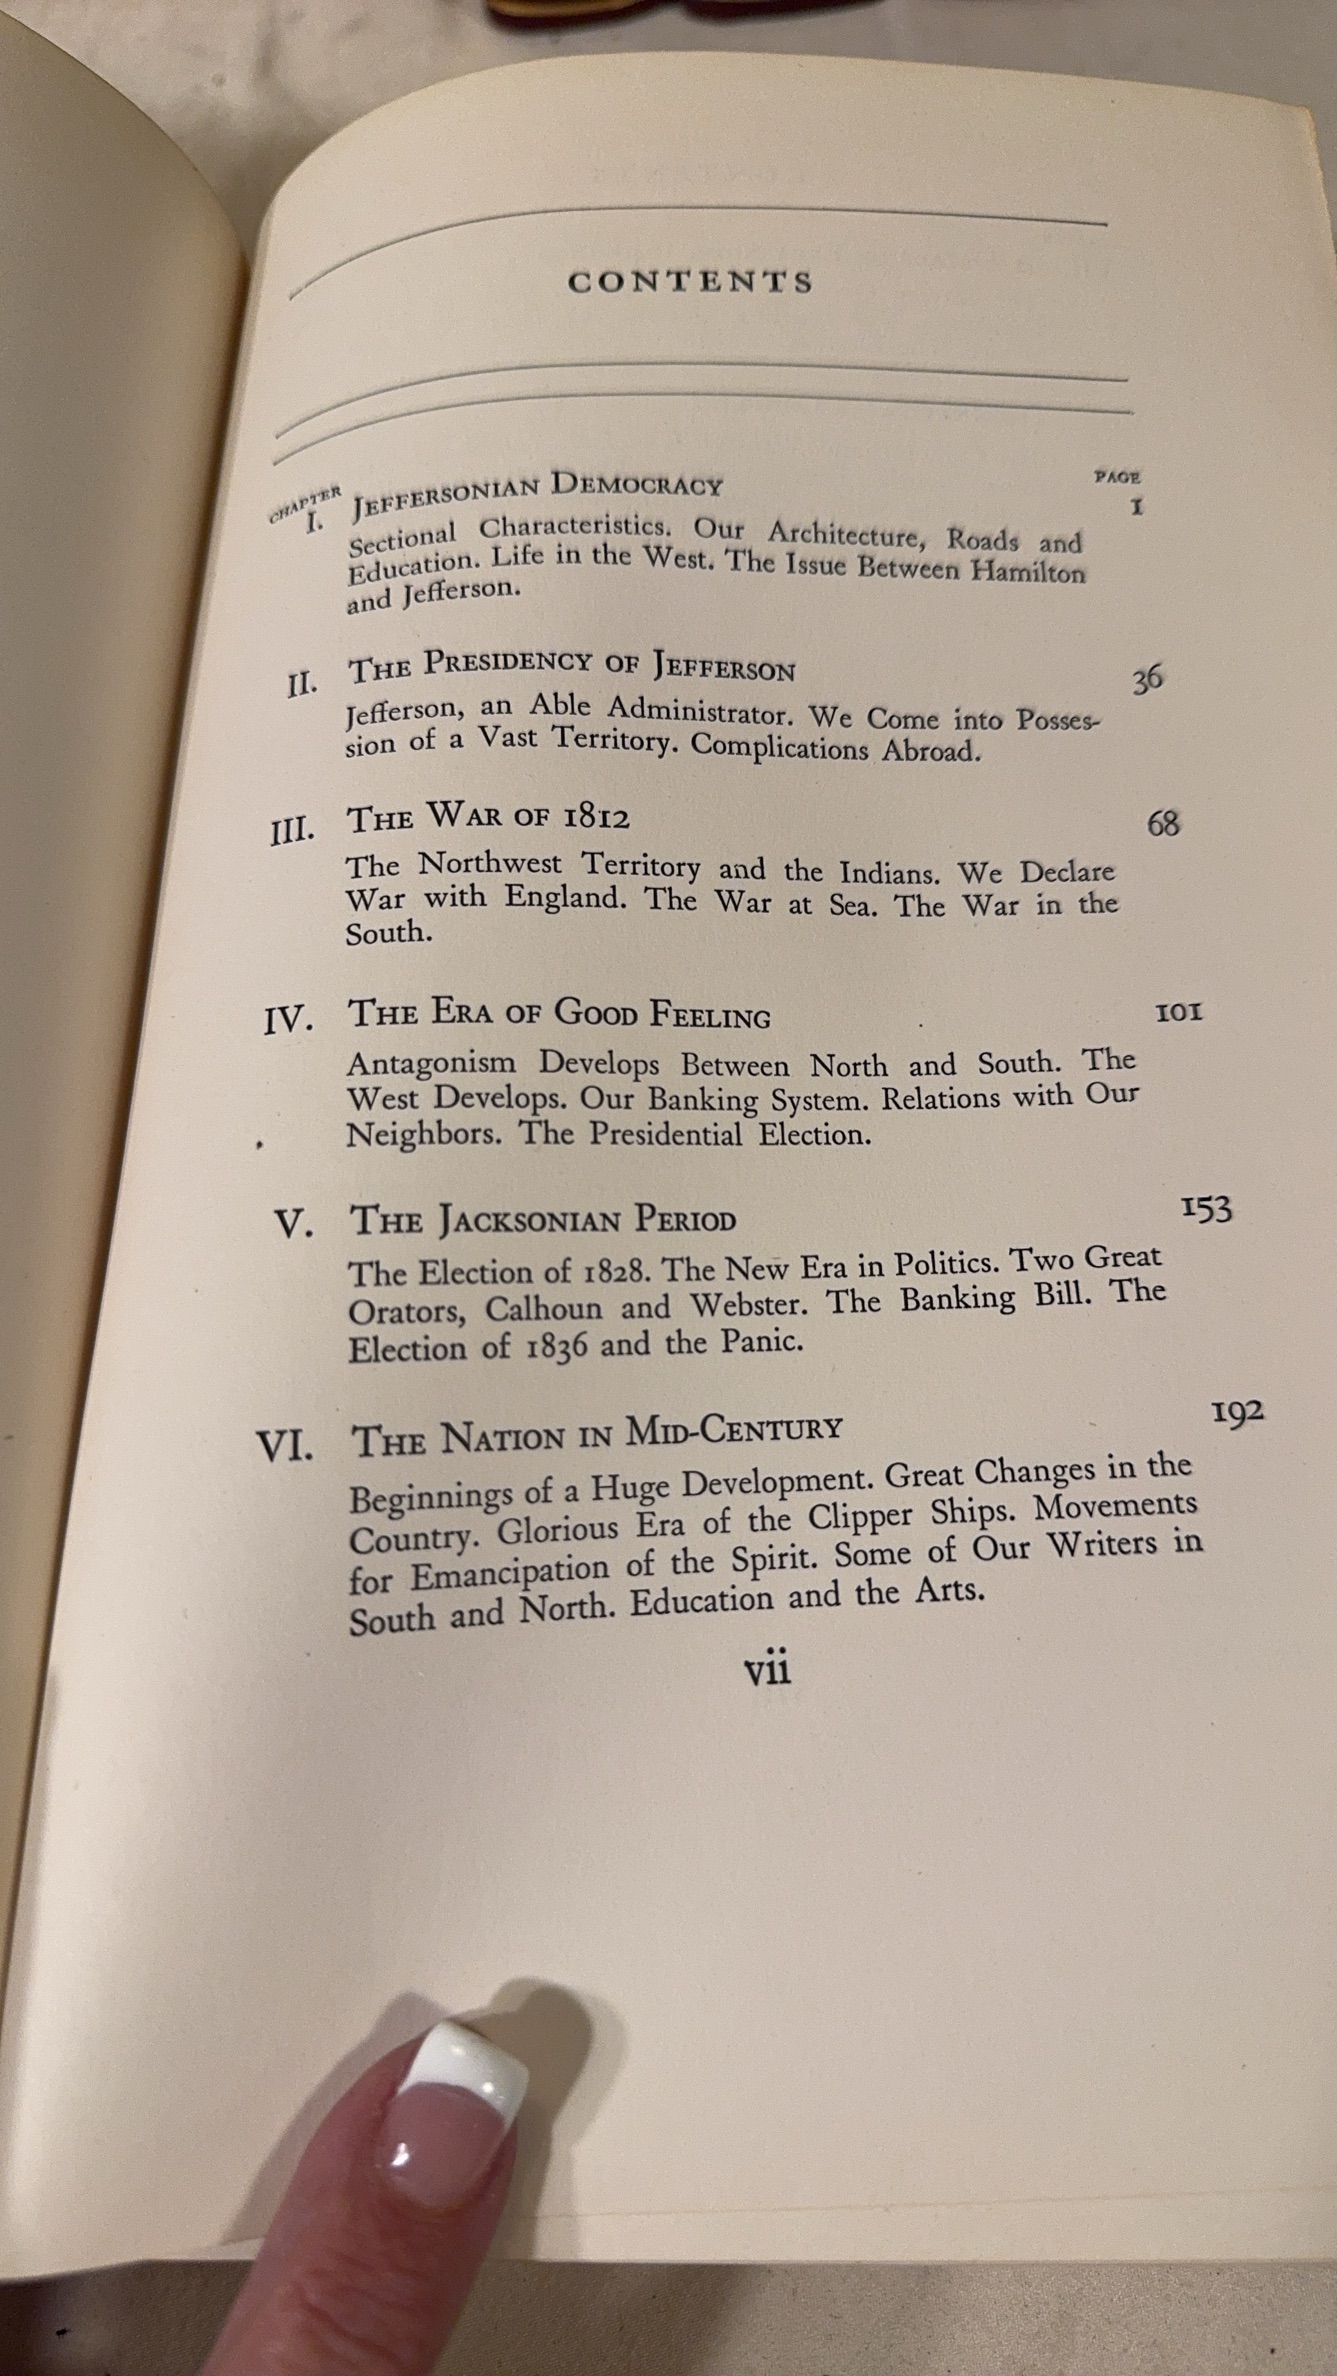 CONTENTS
CHAPTER PAGE
I. JEFFERSONIAN DEMOCRACY 1
Sectional Characteristics. Our Architecture, Roads and
Education. Life in the West. The Issue Between Hamilton
and Jefferson.
II. THE PRESIDENCY OF JEFFERSON 36
Jefferson, an Able Administrator. We Come into Posses-
sion of a Vast Territory. Complications Abroad.
III. THE WAR OF 1812 68
The Northwest Territory and the Indians. We Declare
War with England. The War at Sea. The War in the
South.
IV. THE ERA OF GOOD FEELING 101
Antagonism Develops Between North and South. The
West Develops. Our Banking System. Relations with Our
Neighbors. The Presidential Election.
V. THE JACKSONIAN PERIOD 153
The Election of 1828. The New Era in Politics. Two Great
Orators, Calhoun and Webster. The Banking Bill. The
Election of 1836 and the Panic.
VI. THE NATION IN MID-CENTURY 192
Beginnings of a Huge Development. Great Changes in the
Country. Glorious Era of the Clipper Ships. Movements
for Emancipation of the Spirit. Some of Our Writers in
South and North. Education and the Arts.
vii